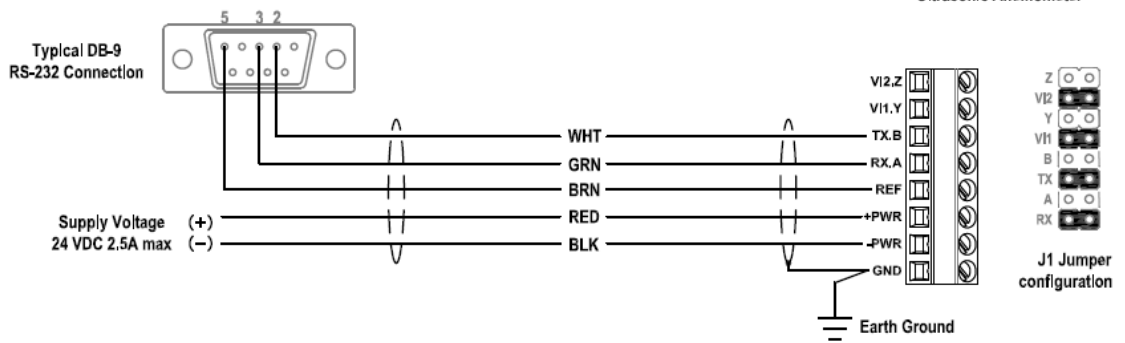 5 3 2
Typical DB-9
RS-232 Connection
VI2,Z
VI1,Y
WHT TX,B
GRN RX,A
BRN REF
Supply Voltage (+) RED +PWR
24 VDC 2.5A max (−) BLK -PWR
GND
Earth Ground
Z
VI2
Y
VI1
B
TX
A
RX
J1 Jumper
configuration